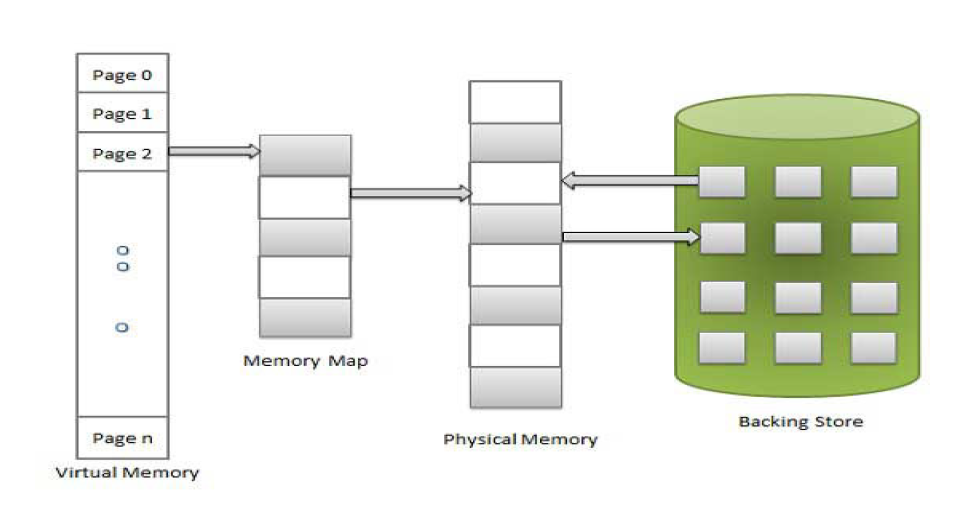 Page 0
Page 1
Page 2
Page n
Virtual Memory
Memory Map
Physical Memory
Backing Store